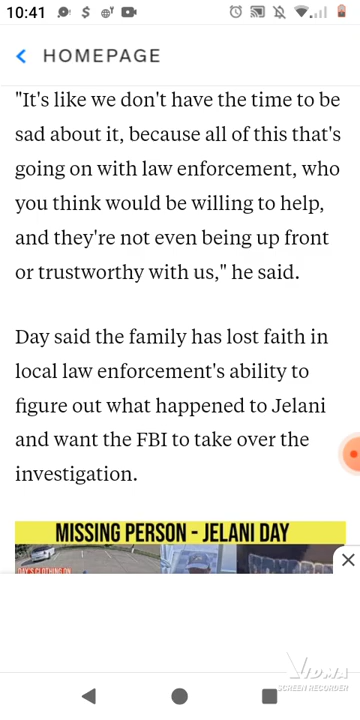 10:41
HOMEPAGE
"It's like we don't have the time to be
sad about it, because all of this that's
going on with law enforcement, who
you think would be willing to help,
and they're not even being up front
or trustworthy with us," he said.
Day said the family has lost faith in
local law enforcement's ability to
figure out what happened to Jelani
and want the FBI to take over the
investigation.
MISSING PERSON - JELANI DAY
DAY'S CLOTHING ON
VIDMA
SCREEN RECORDER